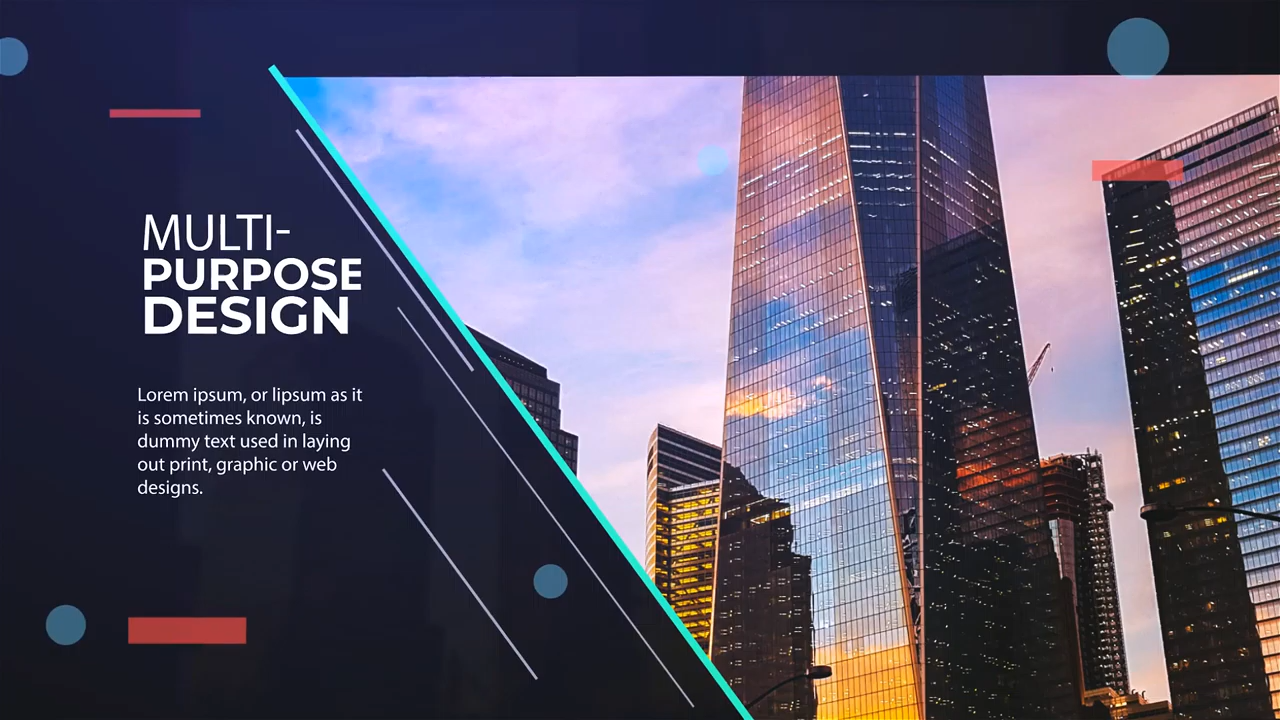 MULTI-
PURPOSE
DESIGN
Lorem ipsum, or lipsum as it
is sometimes known, is
dummy text used in laying
out print, graphic or web
designs.